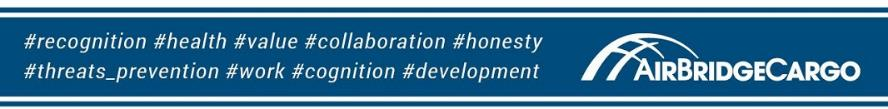 #recognition #health #value #collaboration #honesty
#threats_prevention #work #cognition #development
AIRBRIDGECARGO